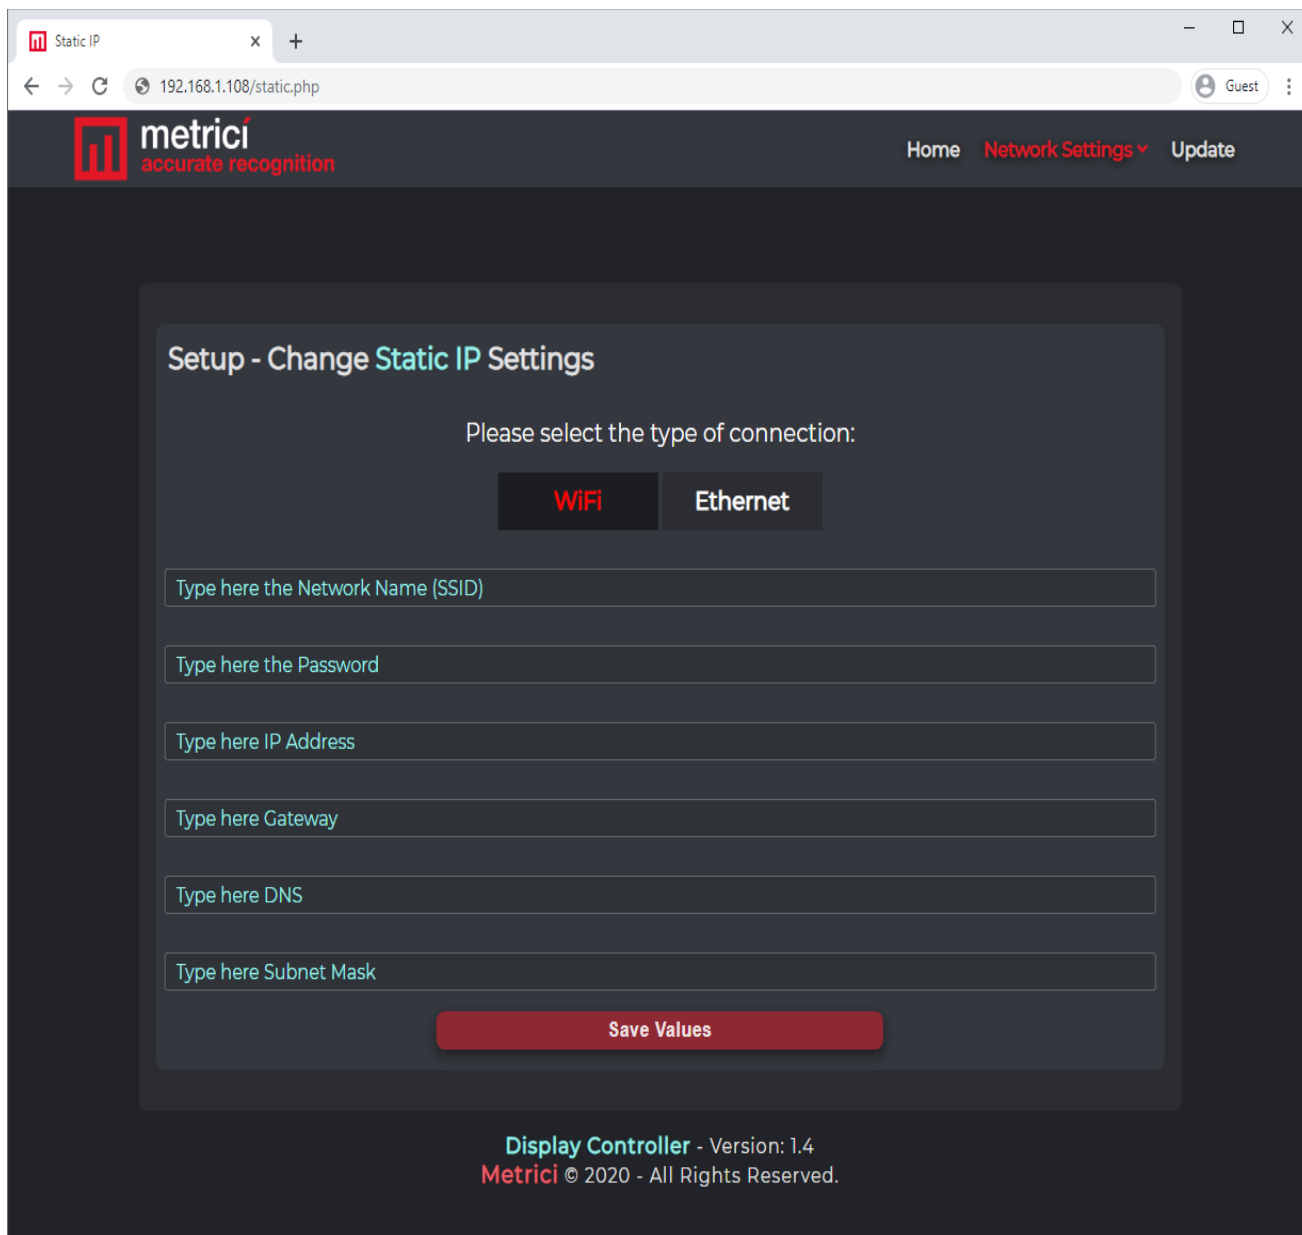 Static IP
192.168.1.108/static.php
Guest
metrici
accurate recognition
Home Network Settings Update
Setup - Change Static IP Settings
Please select the type of connection:
WiFi Ethernet
Type here the Network Name (SSID)
Type here the Password
Type here IP Address
Type here Gateway
Type here DNS
Type here Subnet Mask
Save Values
Display Controller - Version: 1.4
Metrici © 2020 - All Rights Reserved.